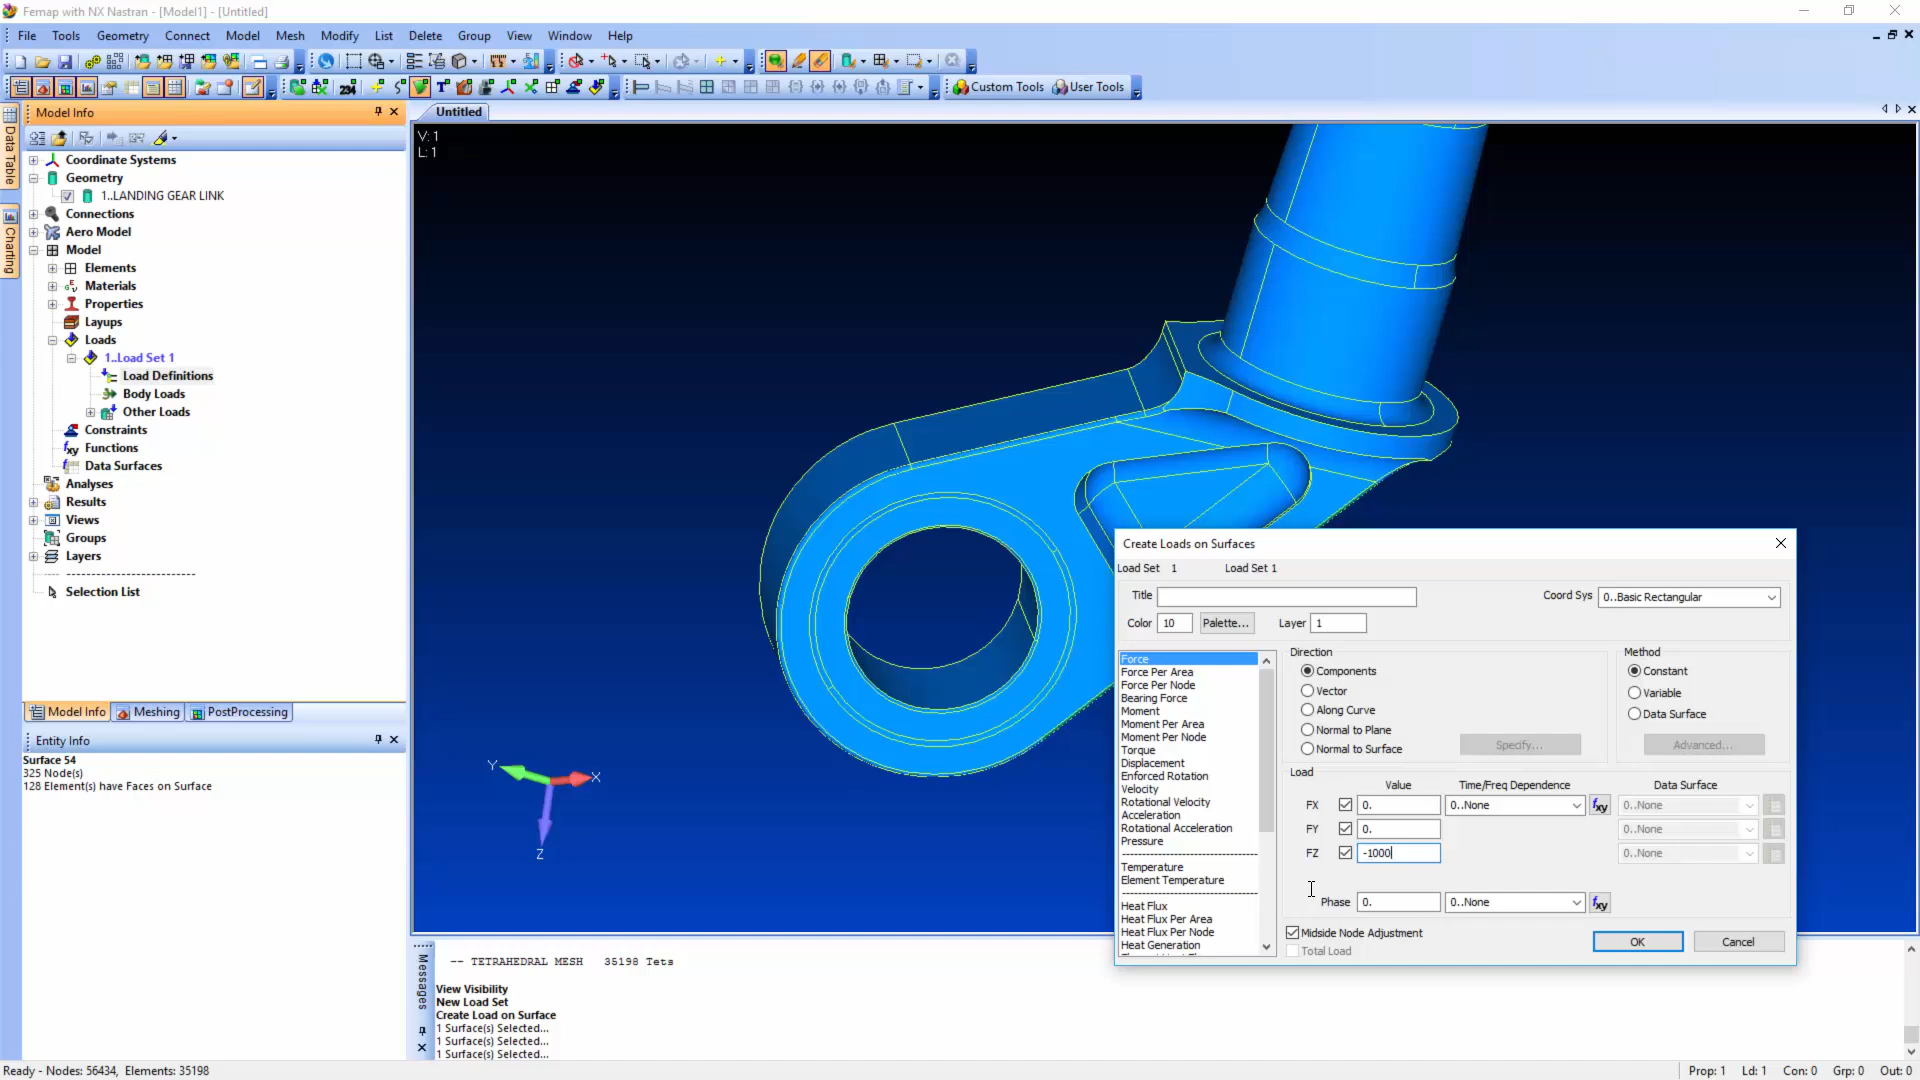 Femap with NX Nastran - [Model1] - [Untitled]
File Tools Geometry Connect Model Mesh Modify List Delete Group View Window Help
234 T Custom Tools User Tools
Model Info
Untitled
Data Table
Charting
Coordinate Systems
Geometry
1..LANDING GEAR LINK
Connections
Aero Model
Model
Elements
Materials
Properties
Layups
Loads
1..Load Set 1
Load Definitions
Body Loads
Other Loads
Constraints
Functions
Data Surfaces
Analyses
Results
Views
Groups
Layers
--------------------------
Selection List
Model Info Meshing PostProcessing
Entity Info
Surface 54
325 Node(s)
128 Element(s) have Faces on Surface
V: 1
L: 1
Y X
Z
Create Loads on Surfaces
Load Set 1 Load Set 1
Title Coord Sys 0..Basic Rectangular
Color 10 Palette... Layer 1
Force
Force Per Area
Force Per Node
Bearing Force
Moment
Moment Per Area
Moment Per Node
Torque
Displacement
Enforced Rotation
Velocity
Rotational Velocity
Acceleration
Rotational Acceleration
Pressure
Temperature
Element Temperature
Heat Flux
Heat Flux Per Area
Heat Flux Per Node
Heat Generation
Direction
Components
Vector
Along Curve
Normal to Plane
Normal to Surface
Specify...
Method
Constant
Variable
Data Surface
Advanced...
Load
Value Time/Freq Dependence Data Surface
FX 0. 0..None fxy 0..None
FY 0. 0..None
FZ -1000 0..None
Phase 0. 0..None fxy
Midside Node Adjustment
Total Load
OK Cancel
Messages
-- TETRAHEDRAL MESH 35198 Tets
View Visibility
New Load Set
Create Load on Surface
1 Surface(s) Selected...
1 Surface(s) Selected...
1 Surface(s) Selected...
Ready - Nodes: 56434, Elements: 35198
Prop: 1 Ld: 1 Con: 0 Grp: 0 Out: 0